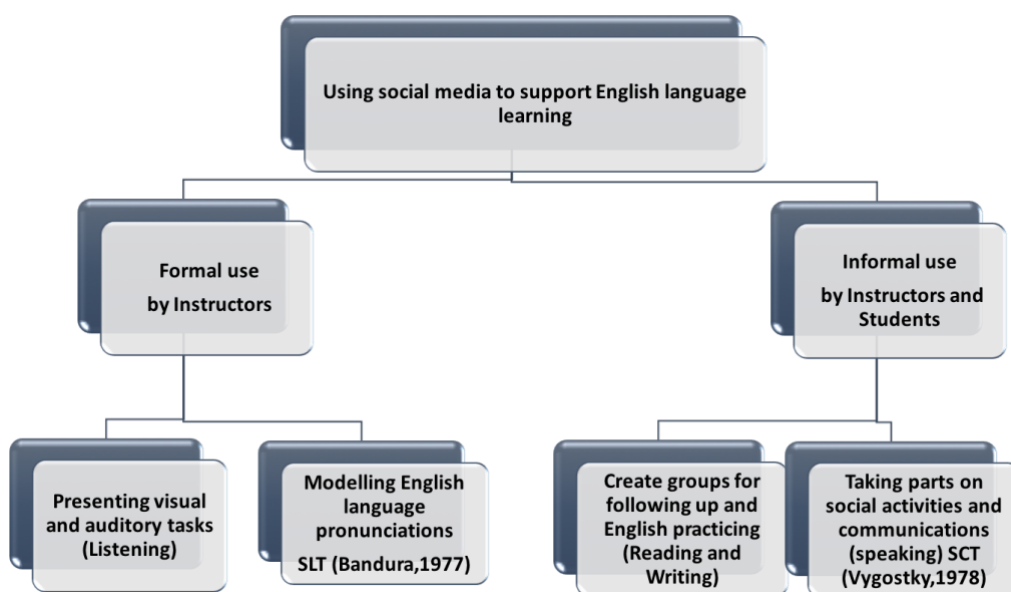 Using social media to support English language
learning
Formal use
by Instructors
Informal use
by Instructors and
Students
Presenting visual
and auditory tasks
(Listening)
Modelling English
language
pronunciations
SLT (Bandura,1977)
Create groups for
following up and
English practicing
(Reading and
Writing)
Taking parts on
social activities and
communications
(speaking) SCT
(Vygostky,1978)